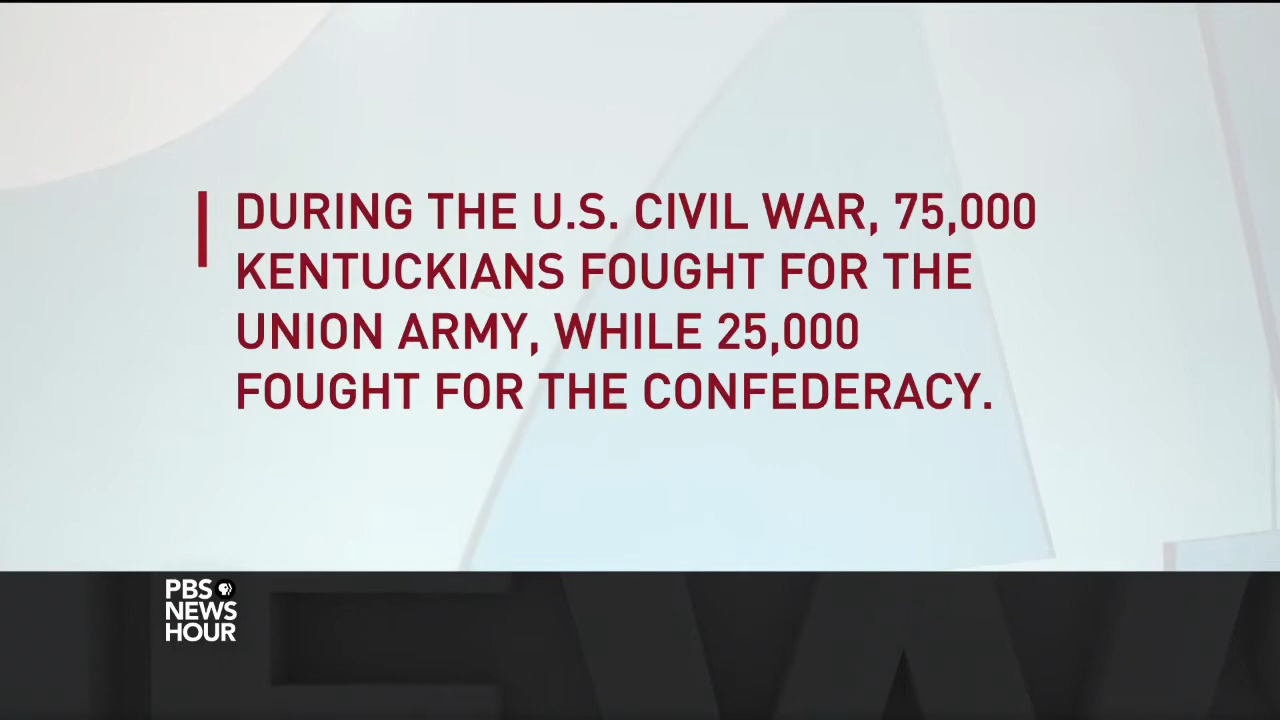 DURING THE U.S. CIVIL WAR, 75,000
KENTUCKIANS FOUGHT FOR THE
UNION ARMY, WHILE 25,000
FOUGHT FOR THE CONFEDERACY.
PBS
NEWS
HOUR